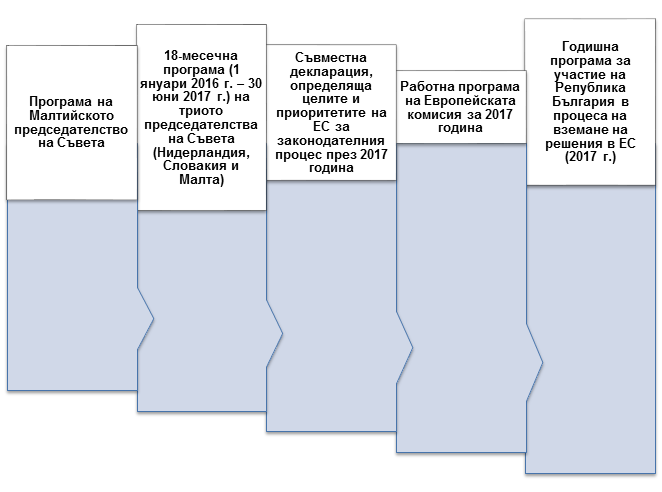 Програма на
Малтийското
председателство
на Съвета
18-месечна
програма (1
януари 2016 г. – 30
юни 2017 г.) на
триото
председателства
на Съвета
(Нидерландия,
Словакия и
Малта)
Съвместна
декларация,
определяща
целите и
приоритетите на
ЕС за
законодателния
процес през 2017
година
Работна програма
на Европейската
комисия за 2017
година
Годишна
програма за
участие на
Република
България в
процеса на
вземане на
решения в ЕС
(2017 г.)